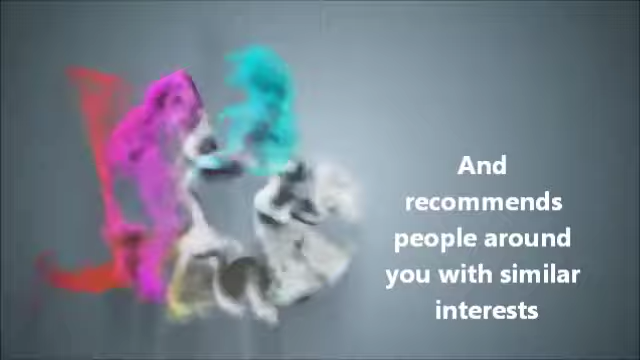 And
recommends
people around
you with similar
interests